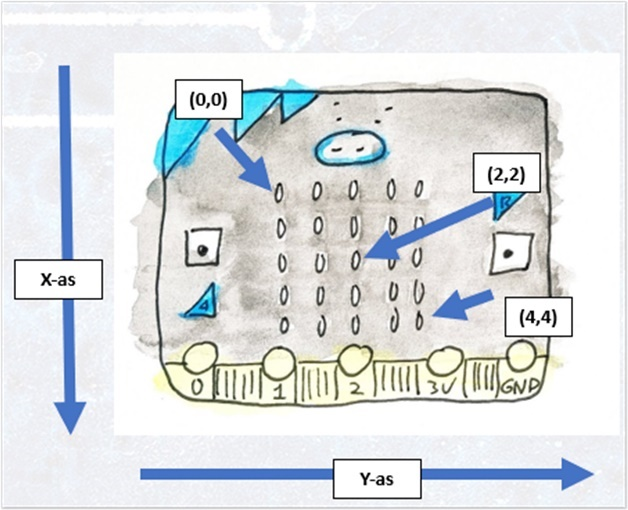 (0,0)
(2,2)
B
X-as
A
(4,4)
0 1 2 3V GND
Y-as